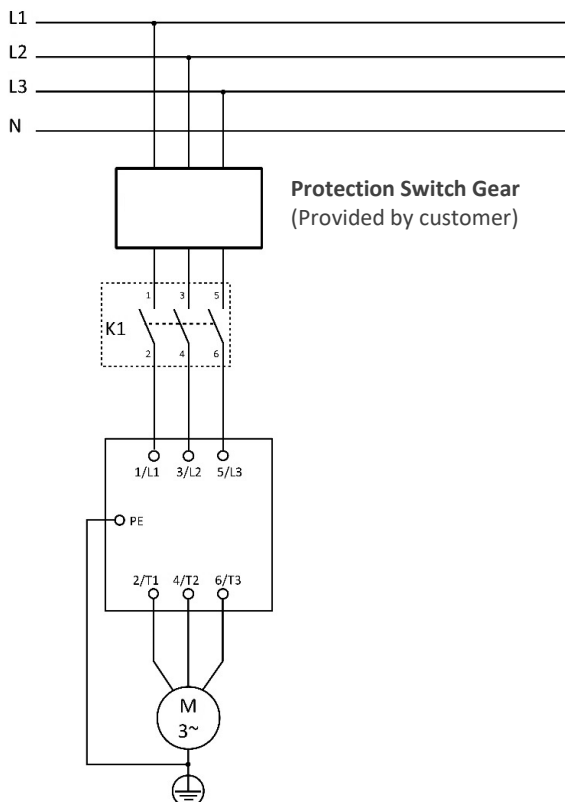 L1
L2
L3
N
Protection Switch Gear
(Provided by customer)
1 3 5
K1
2 4 6
1/L1 3/L2 5/L3
PE
2/T1 4/T2 6/T3
M
3~